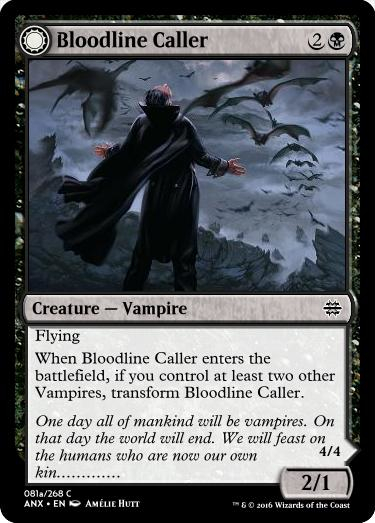 Bloodline Caller 2
Creature — Vampire
Flying
When Bloodline Caller enters the
battlefield, if you control at least two other
Vampires, transform Bloodline Caller.
One day all of mankind will be vampires. On
that day the world will end. We will feast on
the humans who are now our own
kin.............
4/4
2/1
081a/268 C
ANX • EN Amélie Hutt
™ & © 2016 Wizards of the Coast